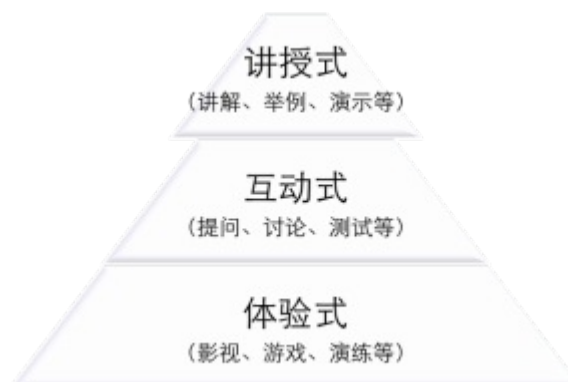 讲授式
（讲解、举例、演示等）
互动式
（提问、讨论、测试等）
体验式
（影视、游戏、演练等）